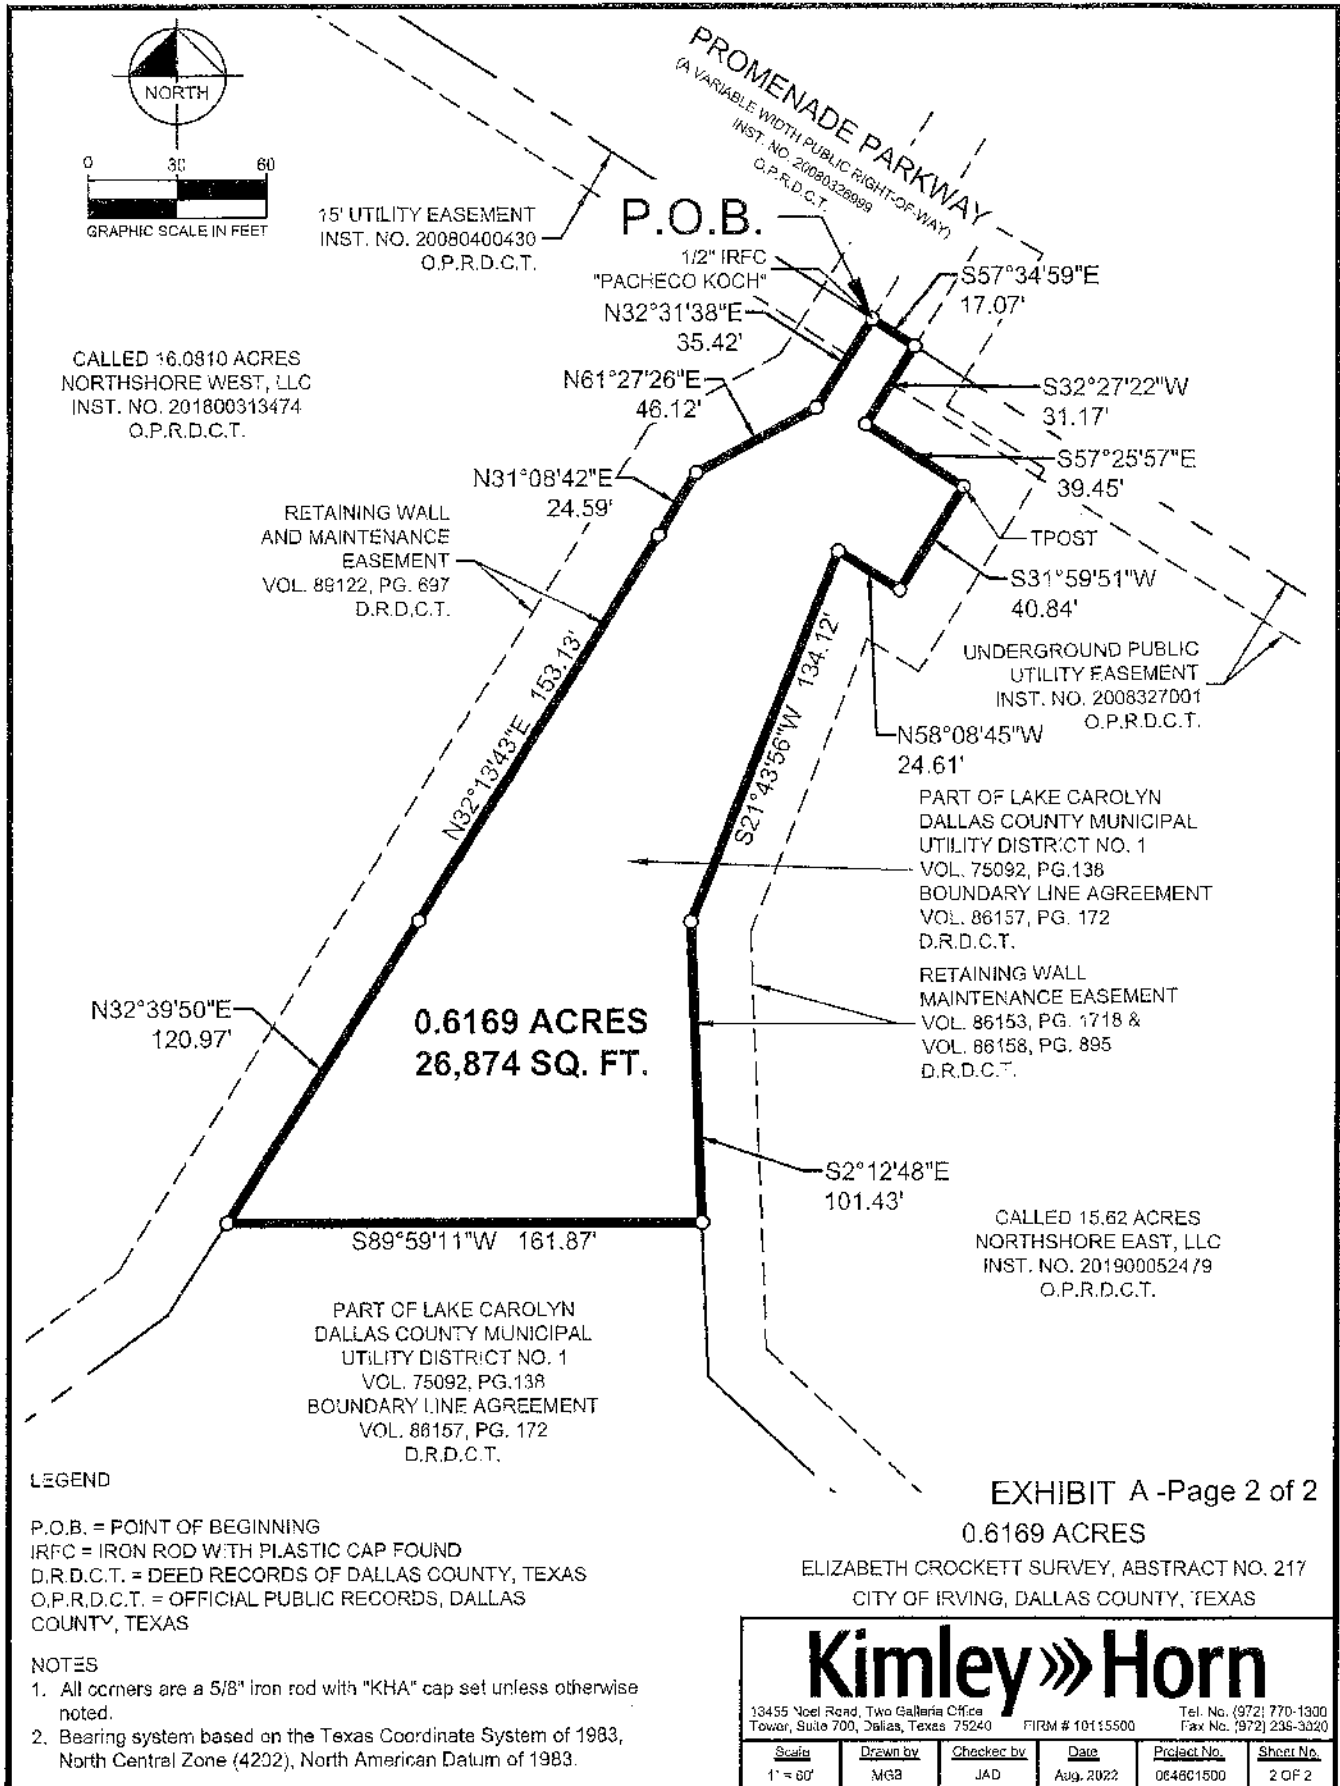 NORTH
0 30 60
GRAPHIC SCALE IN FEET
PROMENADE PARKWAY
(A VARIABLE WIDTH PUBLIC RIGHT-OF-WAY)
INST. NO. 20080326999
O.P.R.D.C.T.
15' UTILITY EASEMENT
INST. NO. 20080400430
O.P.R.D.C.T.
P.O.B.
1/2" IRFC
"PACHECO KOCH"
N32°31'38"E
35.42'
S57°34'59"E
17.07'
CALLED 16.0810 ACRES
NORTHSHORE WEST, LLC
INST. NO. 201800313474
O.P.R.D.C.T.
N61°27'26"E
46.12'
S32°27'22"W
31.17'
S57°25'57"E
39.45'
N31°08'42"E
24.59'
RETAINING WALL
AND MAINTENANCE
EASEMENT
VOL. 89122, PG. 697
D.R.D.C.T.
TPOST
S31°59'51"W
40.84'
UNDERGROUND PUBLIC
UTILITY EASEMENT
INST. NO. 2008327001
O.P.R.D.C.T.
N32°13'43"E 153.13'
S21°43'56"W 134.12'
N58°08'45"W
24.61'
PART OF LAKE CAROLYN
DALLAS COUNTY MUNICIPAL
UTILITY DISTRICT NO. 1
VOL. 75092, PG.138
BOUNDARY LINE AGREEMENT
VOL. 86157, PG. 172
D.R.D.C.T.
RETAINING WALL
MAINTENANCE EASEMENT
VOL. 86153, PG. 1718 &
VOL. 86158, PG. 895
D.R.D.C.T.
N32°39'50"E
120.97'
0.6169 ACRES
26,874 SQ. FT.
S2°12'48"E
101.43'
S89°59'11"W 161.87'
CALLED 15.62 ACRES
NORTHSHORE EAST, LLC
INST. NO. 201900052479
O.P.R.D.C.T.
PART OF LAKE CAROLYN
DALLAS COUNTY MUNICIPAL
UTILITY DISTRICT NO. 1
VOL. 75092, PG.138
BOUNDARY LINE AGREEMENT
VOL. 86157, PG. 172
D.R.D.C.T.
LEGEND
P.O.B. = POINT OF BEGINNING
IRFC = IRON ROD WITH PLASTIC CAP FOUND
D.R.D.C.T. = DEED RECORDS OF DALLAS COUNTY, TEXAS
O.P.R.D.C.T. = OFFICIAL PUBLIC RECORDS, DALLAS
COUNTY, TEXAS
NOTES
1. All corners are a 5/8" iron rod with "KHA" cap set unless otherwise
noted.
2. Bearing system based on the Texas Coordinate System of 1983,
North Central Zone (4202), North American Datum of 1983.
EXHIBIT A -Page 2 of 2
0.6169 ACRES
ELIZABETH CROCKETT SURVEY, ABSTRACT NO. 217
CITY OF IRVING, DALLAS COUNTY, TEXAS
Kimley»»Horn
13455 Noel Road, Two Galleria Office
Tower, Suite 700, Dallas, Texas 75240 FIRM # 10115500
Tel. No. (972) 770-1300
Fax No. (972) 239-3820
Scale Drawn by Checked by Date Project No. Sheet No.
1" = 60' MGB JAD Aug. 2022 064601500 2 OF 2